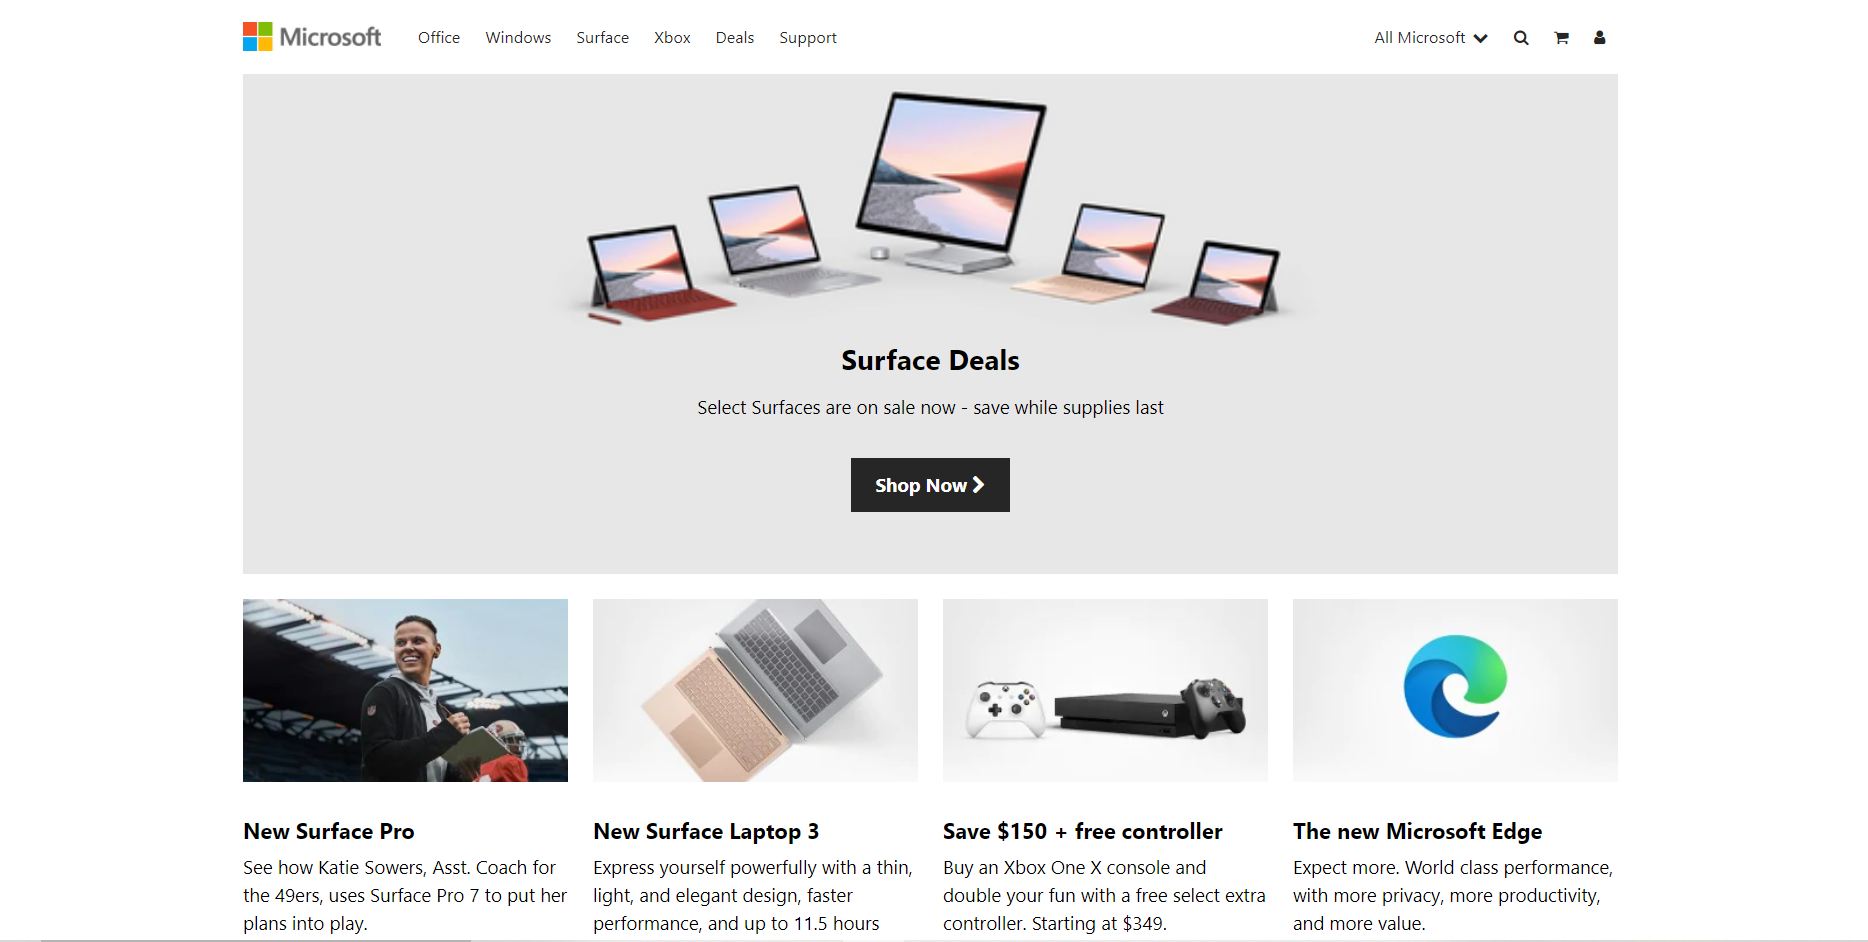 Microsoft
Office Windows Surface Xbox Deals Support
All Microsoft
Surface Deals
Select Surfaces are on sale now - save while supplies last
Shop Now
New Surface Pro
See how Katie Sowers, Asst. Coach for
the 49ers, uses Surface Pro 7 to put her
plans into play.
New Surface Laptop 3
Express yourself powerfully with a thin,
light, and elegant design, faster
performance, and up to 11.5 hours
Save $150 + free controller
Buy an Xbox One X console and
double your fun with a free select extra
controller. Starting at $349.
The new Microsoft Edge
Expect more. World class performance,
with more privacy, more productivity,
and more value.